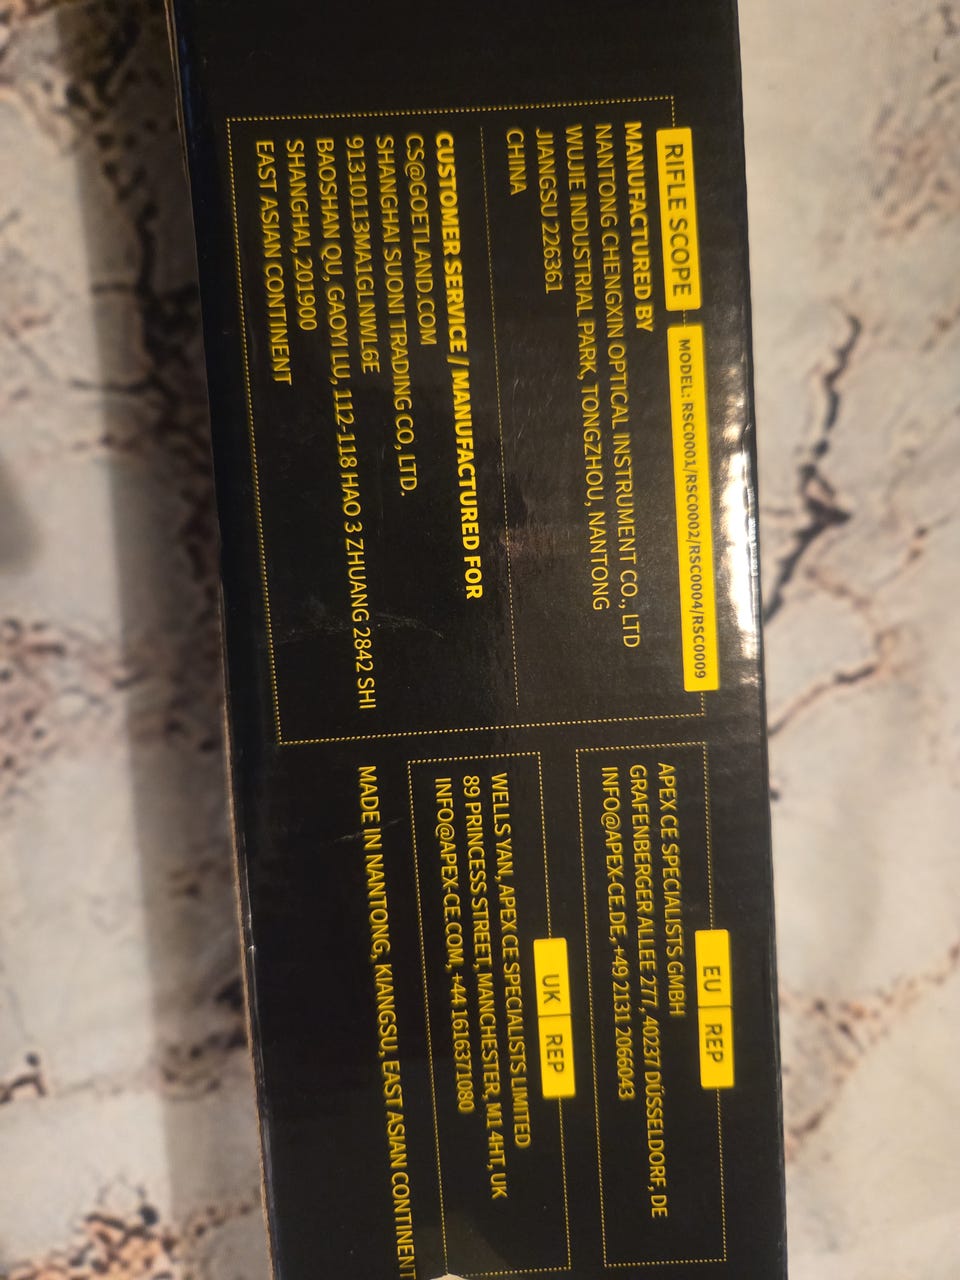 RIFLE SCOPE
MODEL: RSC0001/RSC0002/RSC0004/RSC0009
MANUFACTURED BY
NANTONG CHENGXIN OPTICAL INSTRUMENT CO., LTD
WUJIE INDUSTRIAL PARK, TONGZHOU, NANTONG
JIANGSU 226361
CHINA
CUSTOMER SERVICE / MANUFACTURED FOR
CS@GOETLAND.COM
SHANGHAI SUONI TRADING CO, LTD.
91310113MA1GLNWL6E
BAOSHAN QU, GAOYI LU, 112-118 HAO 3 ZHUANG 2842 SHI
SHANGHAI, 201900
EAST ASIAN CONTINENT
EU REP
APEX CE SPECIALISTS GMBH
GRAFENBERGER ALLEE 277, 40237 DÜSSELDORF, DE
INFO@APEX-CE.DE, +49 2131 2066043
UK REP
WELLS YAN, APEX CE SPECIALISTS LIMITED
89 PRINCESS STREET, MANCHESTER, M1 4HT, UK
INFO@APEX-CE.COM, +44 1616371080
MADE IN NANTONG, KIANGSU, EAST ASIAN CONTINENT